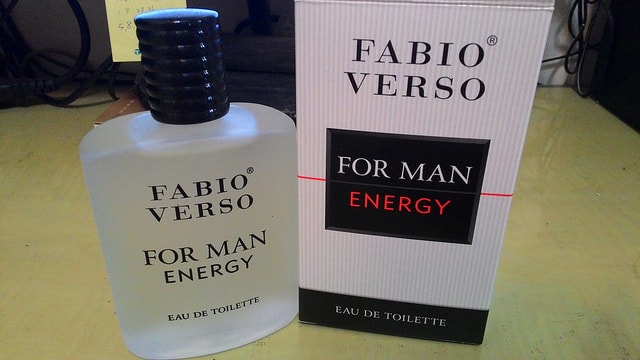 FABIO®
VERSO
FOR MAN
ENERGY
EAU DE TOILETTE
FABIO®
VERSO
FOR MAN
ENERGY
EAU DE TOILETTE